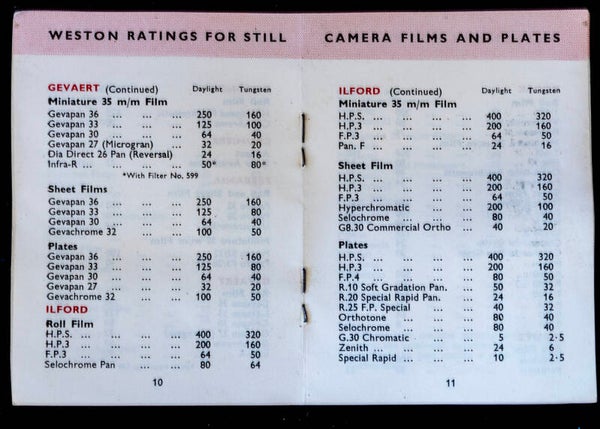 WESTON RATINGS FOR STILL
GEVAERT (Continued) Daylight Tungsten
Miniature 35 m/m Film
Gevapan 36 ... ... ... 250 160
Gevapan 33 ... ... ... 125 100
Gevapan 30 ... ... ... 64 40
Gevapan 27 (Microgran) ... 32 20
Dia Direct 26 Pan (Reversal) 24 16
Infra-R ... ... ... ... 50* 80*
*With Filter No. 599
Sheet Films
Gevapan 36 ... ... ... 250 160
Gevapan 33 ... ... ... 125 80
Gevapan 30 ... ... ... 64 40
Gevachrome 32 ... ... 100 50
Plates
Gevapan 36 ... ... ... 250 160
Gevapan 33 ... ... ... 125 80
Gevapan 30 ... ... ... 64 40
Gevapan 27 ... ... ... 32 20
Gevachrome 32 ... ... 100 50
ILFORD
Roll Film
H.P.S. ... ... ... ... 400 320
H.P.3 ... ... ... ... 200 160
F.P.3 ... ... ... ... 64 50
Selochrome Pan ... ... 80 64
10
CAMERA FILMS AND PLATES
ILFORD (Continued) Daylight Tungsten
Miniature 35 m/m Film
H.P.S. ... ... ... ... 400 320
H.P.3 ... ... ... ... 200 160
F.P.3 ... ... ... ... 64 50
Pan. F ... ... ... ... 24 16
Sheet Film
H.P.S. ... ... ... ... 400 320
H.P.3 ... ... ... ... 200 160
F.P.3 ... ... ... ... 64 50
Hyperchromatic ... ... 200 100
Selochrome ... ... ... 80 40
G8.30 Commercial Ortho ... 40 20
Plates
H.P.S. ... ... ... ... 400 320
H.P.3 ... ... ... ... 200 160
F.P.4 ... ... ... ... 80 50
R.10 Soft Gradation Pan. ... 50 32
R.20 Special Rapid Pan. ... 24 16
R.25 F.P. Special ... ... 40 32
Orthotone ... ... ... 80 40
Selochrome ... ... ... 80 40
G.30 Chromatic ... ... 5 2·5
Zenith ... ... ... ... 24 6
Special Rapid ... ... ... 10 2·5
11